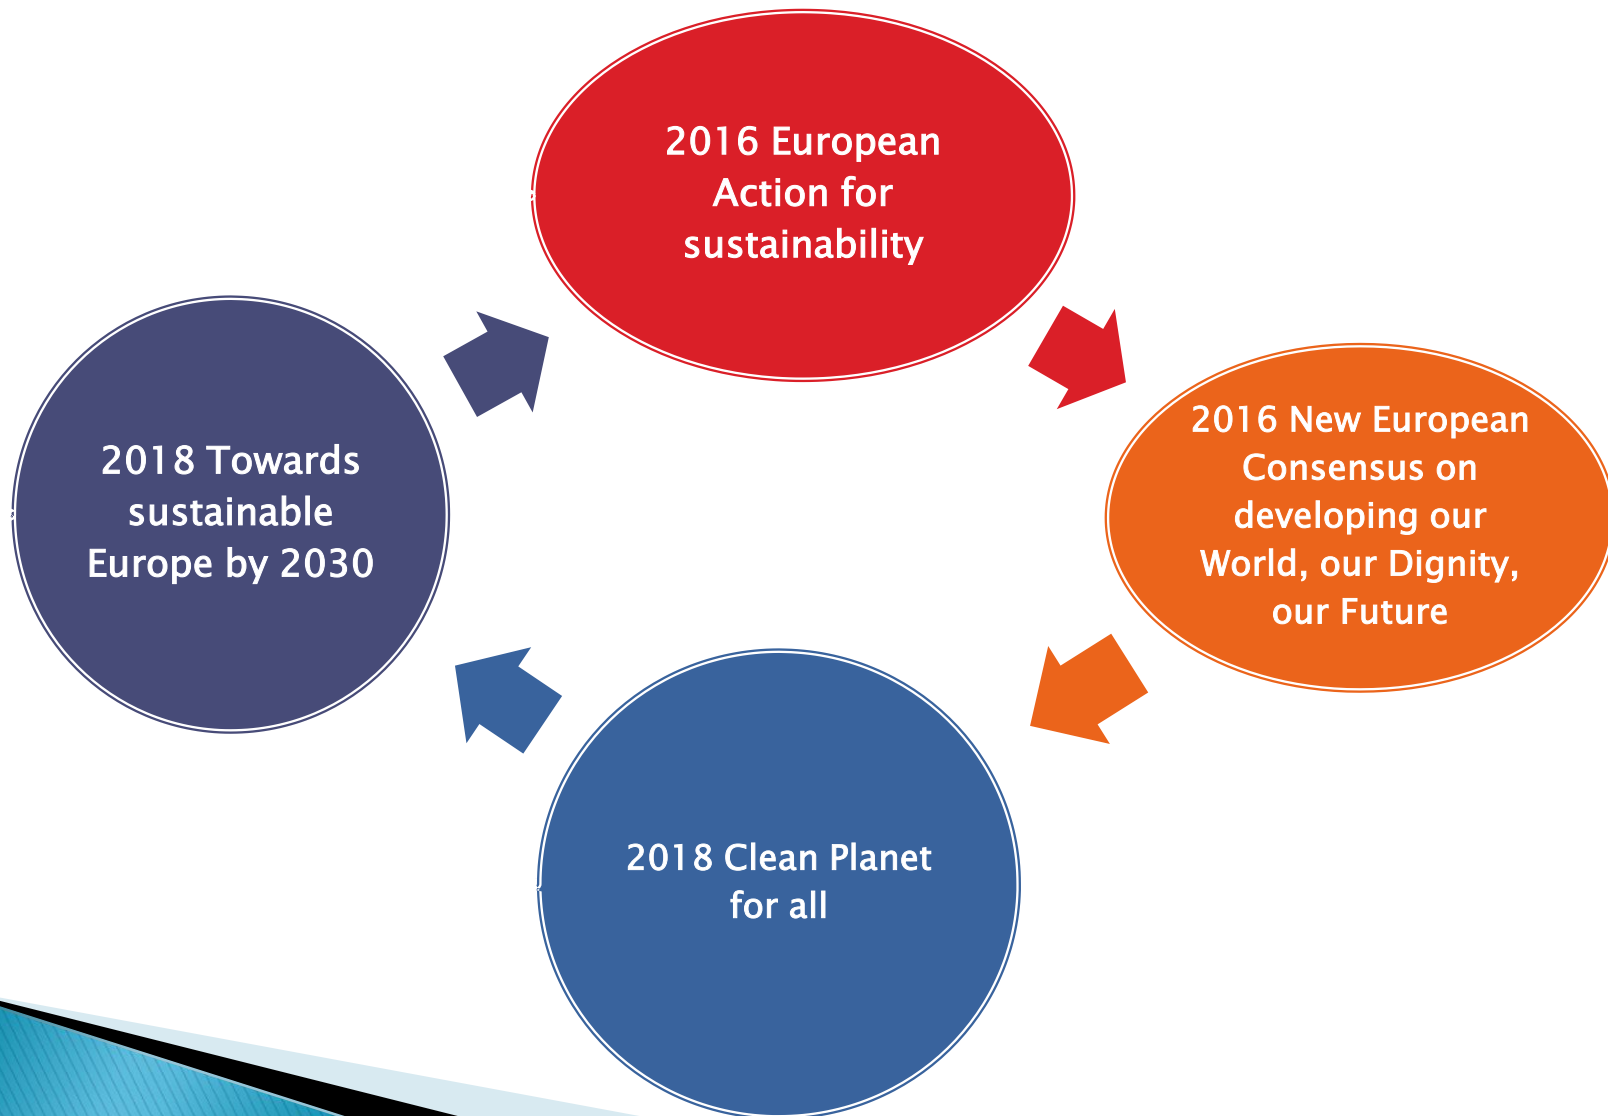 2016 European
Action for
sustainability
2016 New European
Consensus on
developing our
World, our Dignity,
our Future
2018 Clean Planet
for all
2018 Towards
sustainable
Europe by 2030